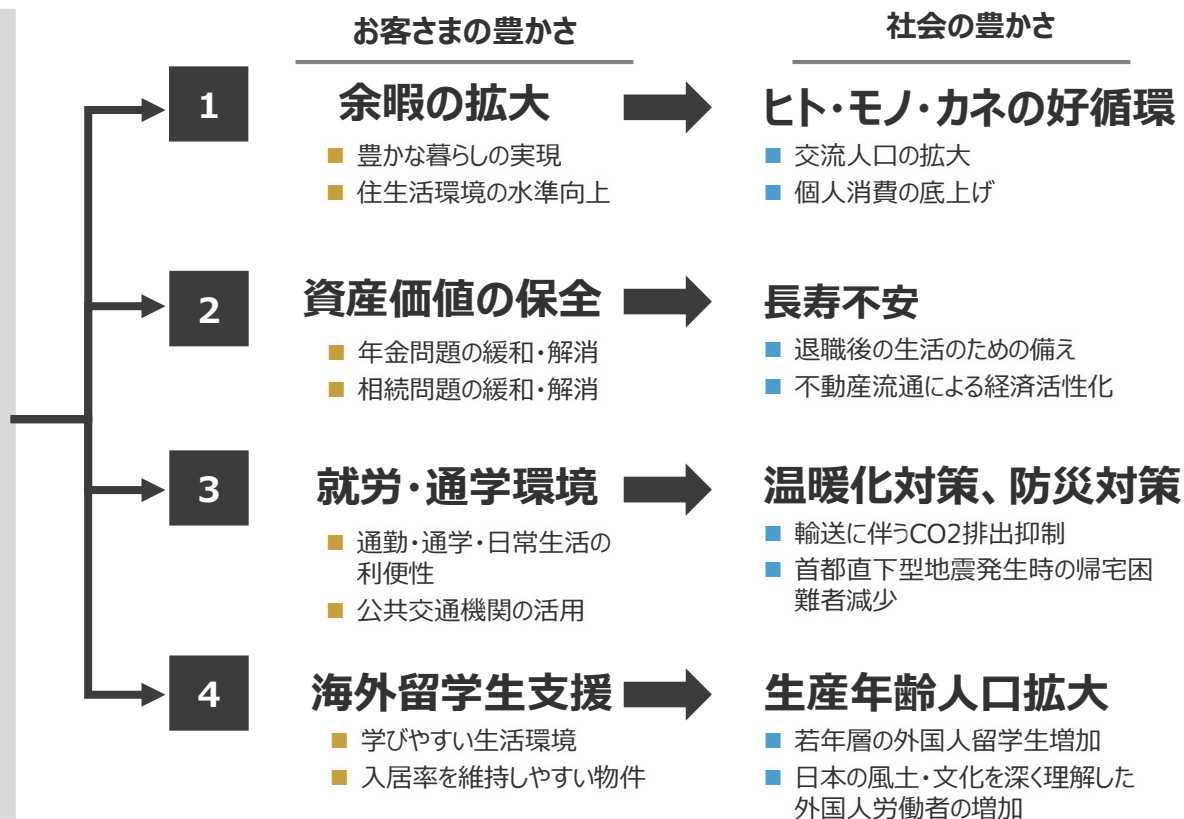 お客さまの豊かさ
社会の豊かさ
1
余暇の拡大
豊かな暮らしの実現
住生活環境の水準向上
ヒト・モノ・カネの好循環
交流人口の拡大
個人消費の底上げ
2
資産価値の保全
年金問題の緩和・解消
相続問題の緩和・解消
長寿不安
退職後の生活のための備え
不動産流通による経済活性化
3
就労・通学環境
通勤・通学・日常生活の
利便性
公共交通機関の活用
温暖化対策、防災対策
輸送に伴うCO2排出抑制
首都直下型地震発生時の帰宅困
難者減少
4
海外留学生支援
学びやすい生活環境
入居率を維持しやすい物件
生産年齢人口拡大
若年層の外国人留学生増加
日本の風土・文化を深く理解した
外国人労働者の増加